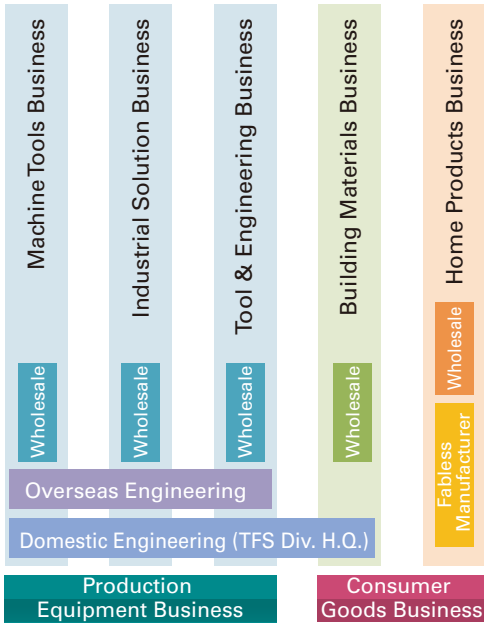 Machine Tools Business
Industrial Solution Business
Tool & Engineering Business
Building Materials Business
Home Products Business
Wholesale
Wholesale
Wholesale
Wholesale
Wholesale
Fabless
Manufacturer
Overseas Engineering
Domestic Engineering (TFS Div. H.Q.)
Production
Equipment Business
Consumer
Goods Business